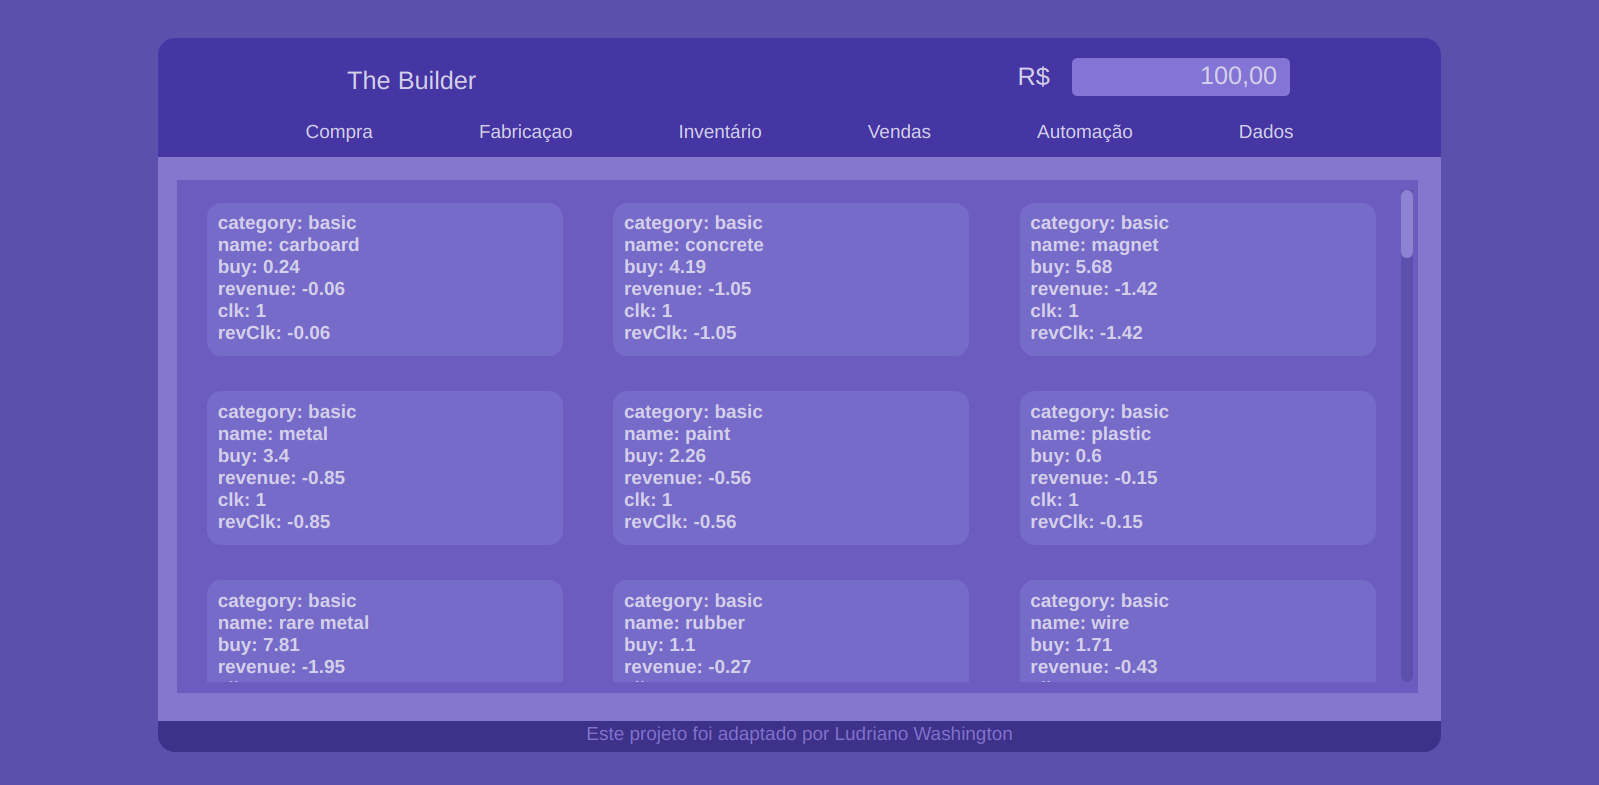 The Builder
R$ 100,00
Compra Fabricaçao Inventário Vendas Automação Dados
category: basic
name: carboard
buy: 0.24
revenue: -0.06
clk: 1
revClk: -0.06
category: basic
name: concrete
buy: 4.19
revenue: -1.05
clk: 1
revClk: -1.05
category: basic
name: magnet
buy: 5.68
revenue: -1.42
clk: 1
revClk: -1.42
category: basic
name: metal
buy: 3.4
revenue: -0.85
clk: 1
revClk: -0.85
category: basic
name: paint
buy: 2.26
revenue: -0.56
clk: 1
revClk: -0.56
category: basic
name: plastic
buy: 0.6
revenue: -0.15
clk: 1
revClk: -0.15
category: basic
name: rare metal
buy: 7.81
revenue: -1.95
category: basic
name: rubber
buy: 1.1
revenue: -0.27
category: basic
name: wire
buy: 1.71
revenue: -0.43
Este projeto foi adaptado por Ludriano Washington